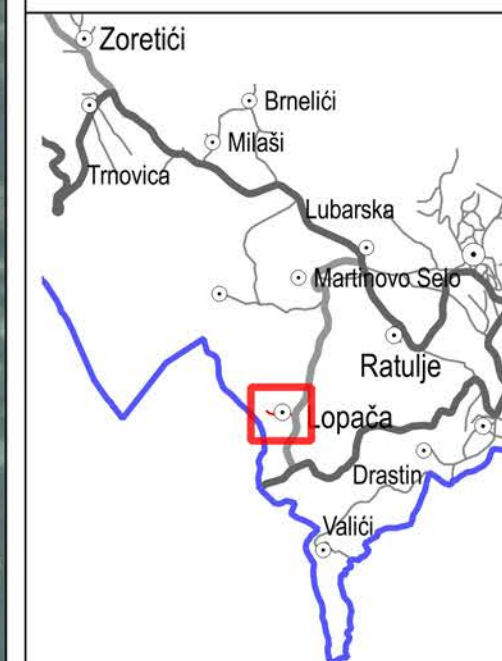 Zoretići
Brnelići
Milaši
Trnovica
Lubarska
Martinovo Selo
Ratulje
Lopača
Drastin
Valići